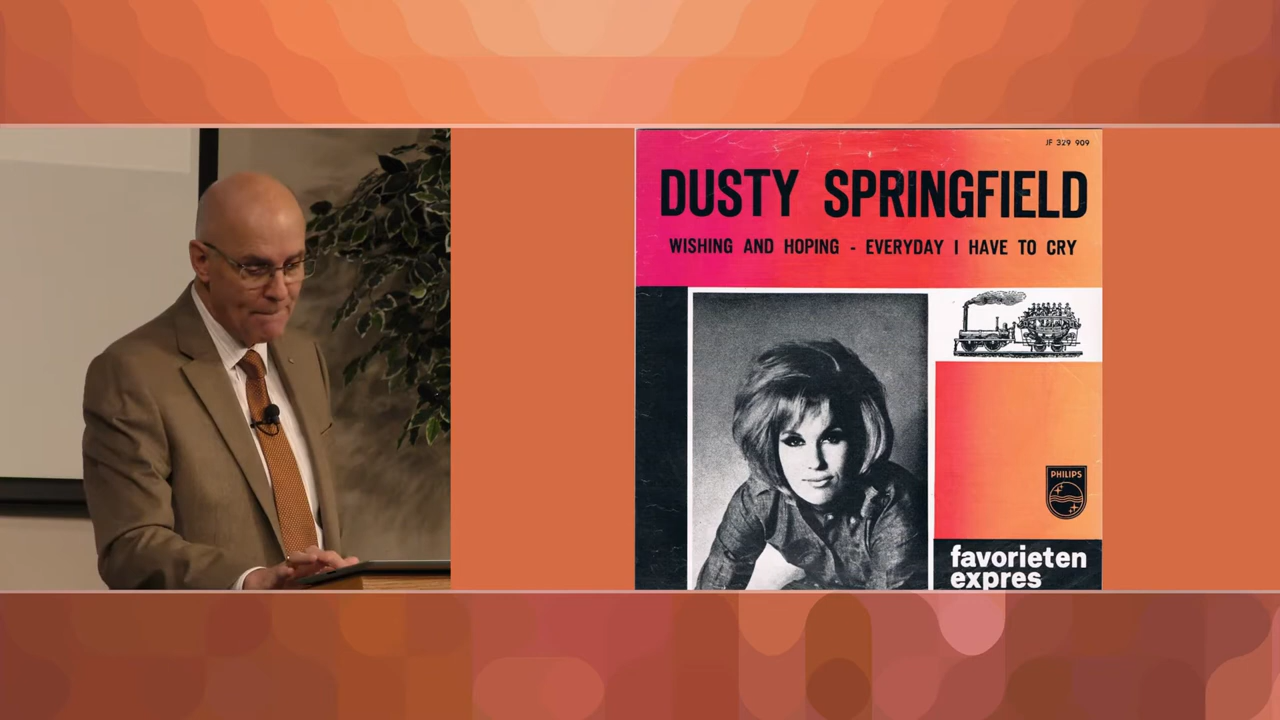 JF 329 909
DUSTY SPRINGFIELD
WISHING AND HOPING - EVERYDAY I HAVE TO CRY
PHILIPS
favorieten
expres